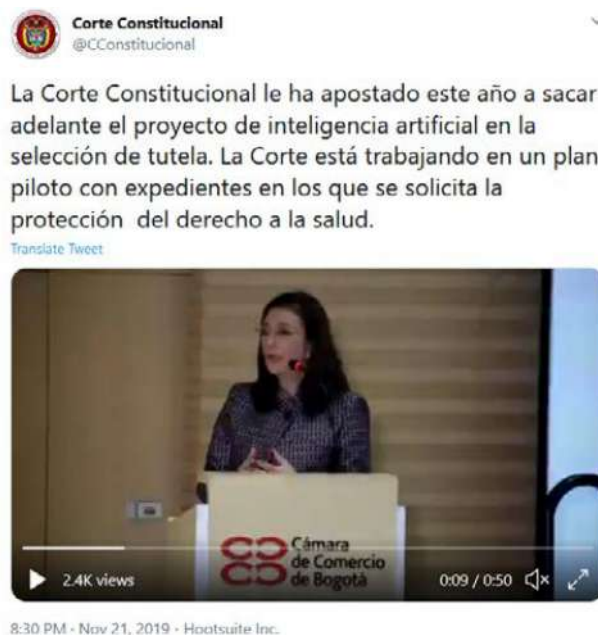 Corte Constitucional
@CConstitucional
La Corte Constitucional le ha apostado este año a sacar
adelante el proyecto de inteligencia artificial en la
selección de tutela. La Corte está trabajando en un plan
piloto con expedientes en los que se solicita la
protección del derecho a la salud.
Translate Tweet
Cámara
de Comercio
de Bogotá
2.4K views
0:09 / 0:50
8:30 PM · Nov 21, 2019 · Hootsuite Inc.